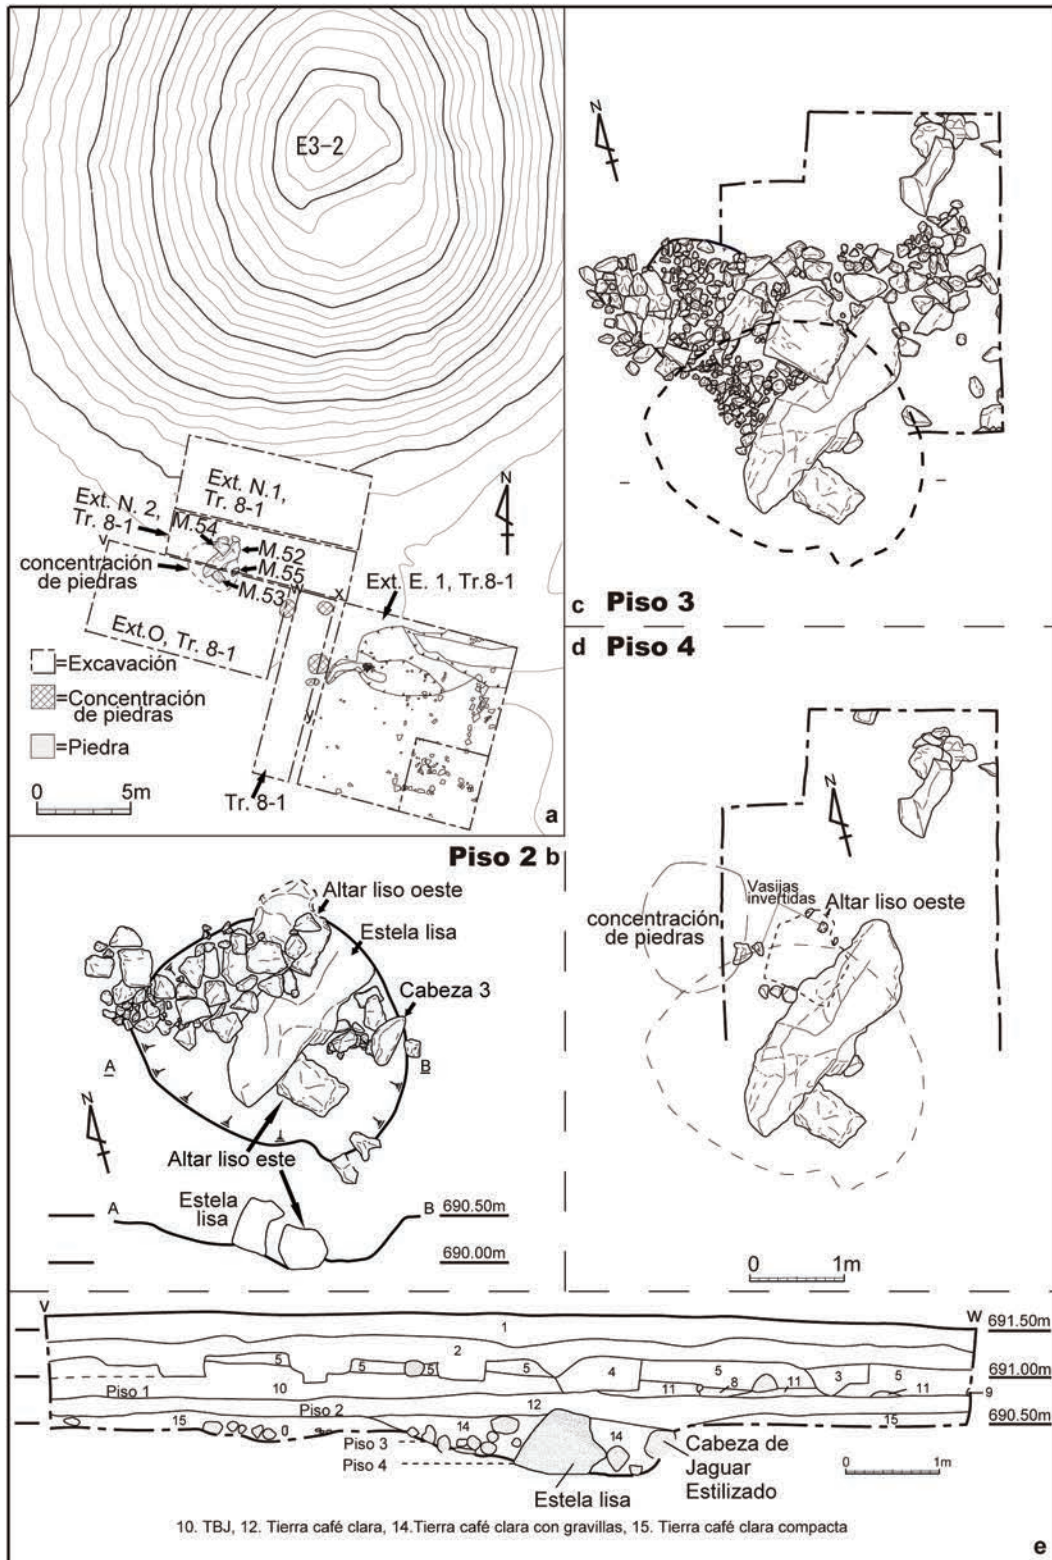 E3-2
Ext. N.1,
Tr. 8-1
Ext. N. 2,
Tr. 8-1
M.54
v
M.52
concentración
de piedras
M.55
M.53
x
N
Ext. E. 1, Tr.8-1
Ext.O, Tr. 8-1
=Excavación
=Concentración
de piedras
y
=Piedra
0 5m
Tr. 8-1
a
N
c Piso 3
d Piso 4
N
Vasijas
invertidas
Altar liso oeste
concentración
de piedras
0 1m
Piso 2 b
Altar liso oeste
Estela lisa
Cabeza 3
A B
N
Altar liso este
Estela
lisa
A B 690.50m
690.00m
V W
1 691.50m
2
5 5 5 5 4 5 3 5 691.00m
Piso 1 10 11 8 11 11 9
Piso 2 12 690.50m
15 14 14 15
Piso 3
Piso 4
Cabeza de
Jaguar
Estilizado
Estela lisa
0 1m
10. TBJ, 12. Tierra café clara, 14.Tierra café clara con gravillas, 15. Tierra café clara compacta
e